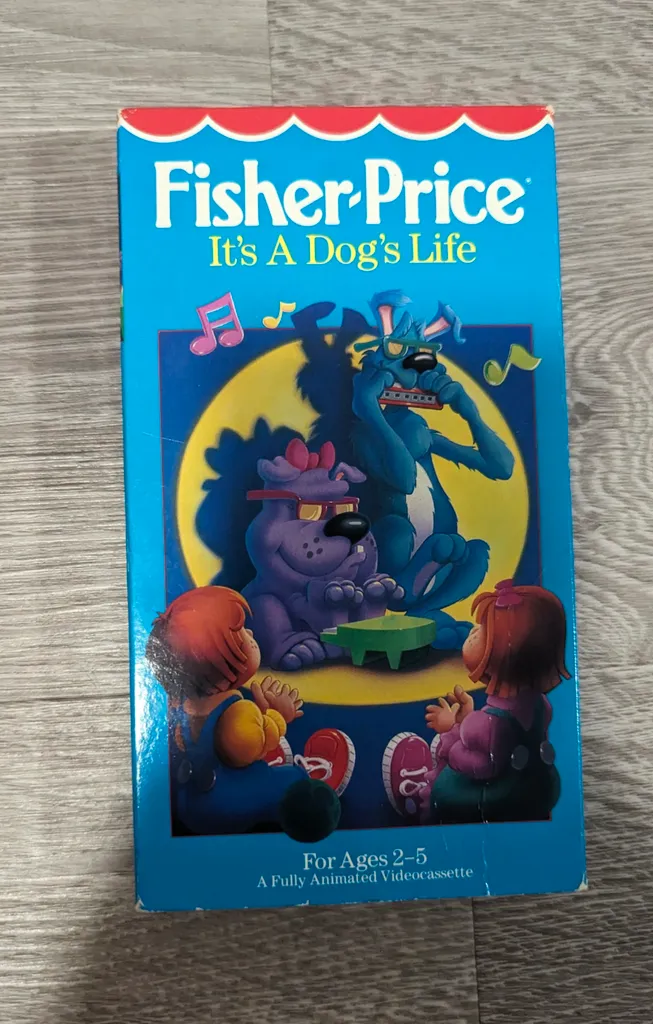 Fisher-Price
It's A Dog's Life
For Ages 2–5
A Fully Animated Videocassette